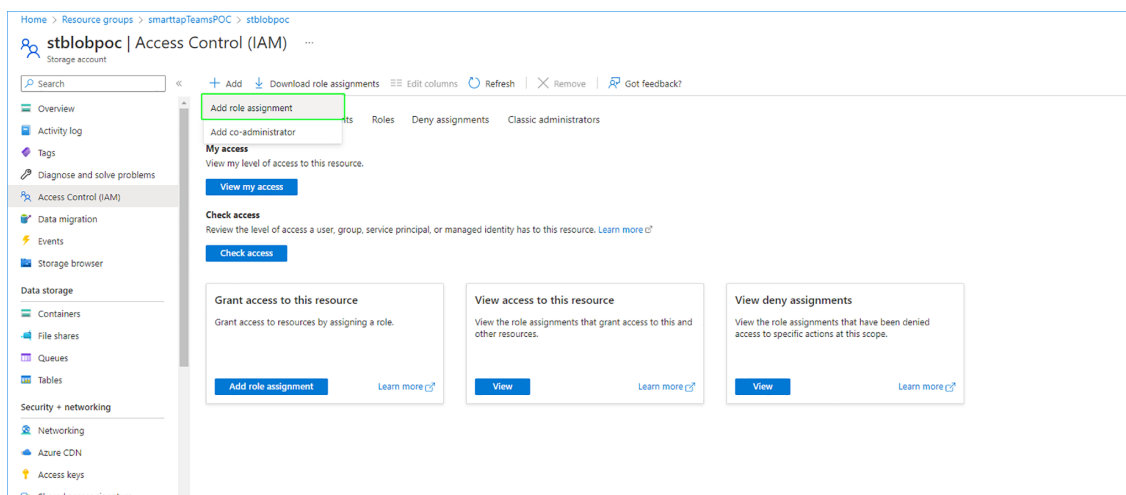 Home > Resource groups > smarttapTeamsPOC > stblobpoc
stblobpoc | Access Control (IAM) ...
Storage account
Search
«
Add Download role assignments Edit columns Refresh Remove Got feedback?
Overview
Activity log
Tags
Diagnose and solve problems
Access Control (IAM)
Data migration
Events
Storage browser
Data storage
Containers
File shares
Queues
Tables
Security + networking
Networking
Azure CDN
Access keys
Add role assignment
Add co-administrator
Roles Deny assignments Classic administrators
My access
View my level of access to this resource.
View my access
Check access
Review the level of access a user, group, service principal, or managed identity has to this resource. Learn more
Check access
Grant access to this resource
Grant access to resources by assigning a role.
Add role assignment Learn more
View access to this resource
View the role assignments that grant access to this and
other resources.
View Learn more
View deny assignments
View the role assignments that have been denied
access to specific actions at this scope.
View Learn more